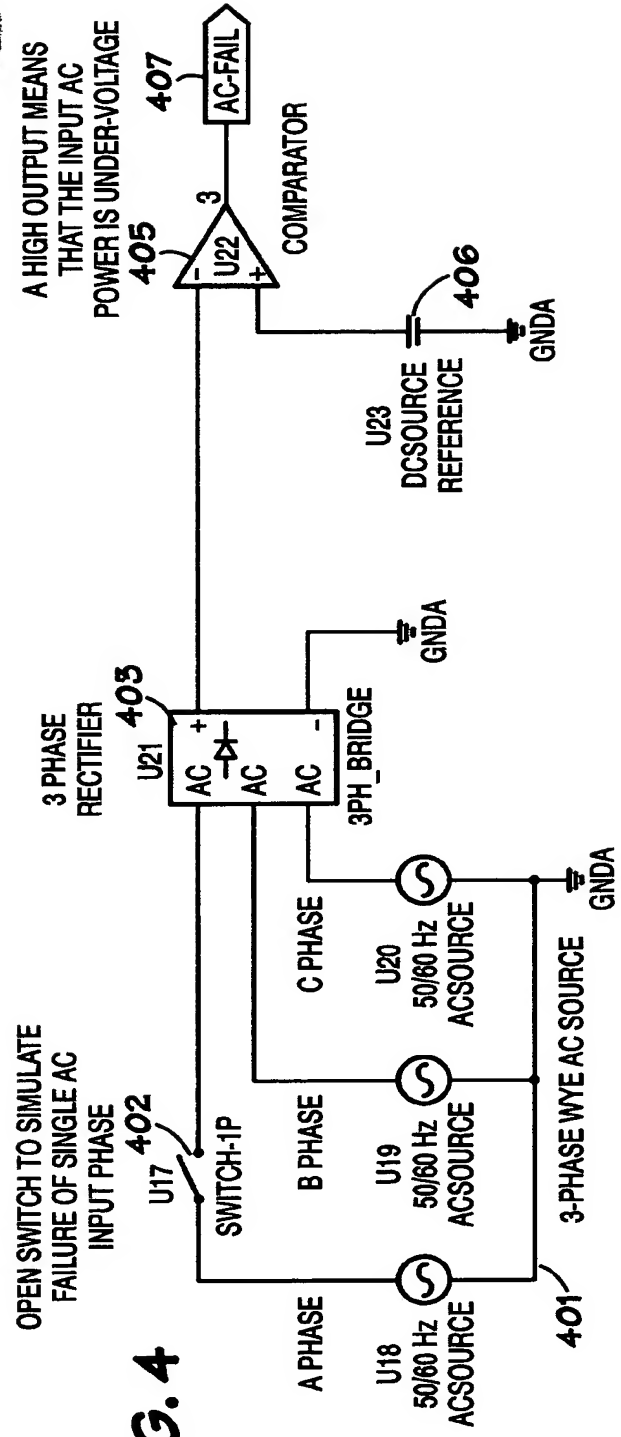 G. 4
OPEN SWITCH TO SIMULATE
FAILURE OF SINGLE AC
INPUT PHASE
U17
402
SWITCH-1P
3 PHASE
RECTIFIER
U21
403
AC
AC
AC
+
-
3PH_BRIDGE
GNDA
A HIGH OUTPUT MEANS
THAT THE INPUT AC
POWER IS UNDER-VOLTAGE
405
-
+
U22
3
COMPARATOR
407
AC-FAIL
U23
DCSOURCE
REFERENCE
406
GNDA
A PHASE
U18
50/60 Hz
ACSOURCE
B PHASE
U19
50/60 Hz
ACSOURCE
C PHASE
U20
50/60 Hz
ACSOURCE
401
3-PHASE WYE AC SOURCE
GNDA